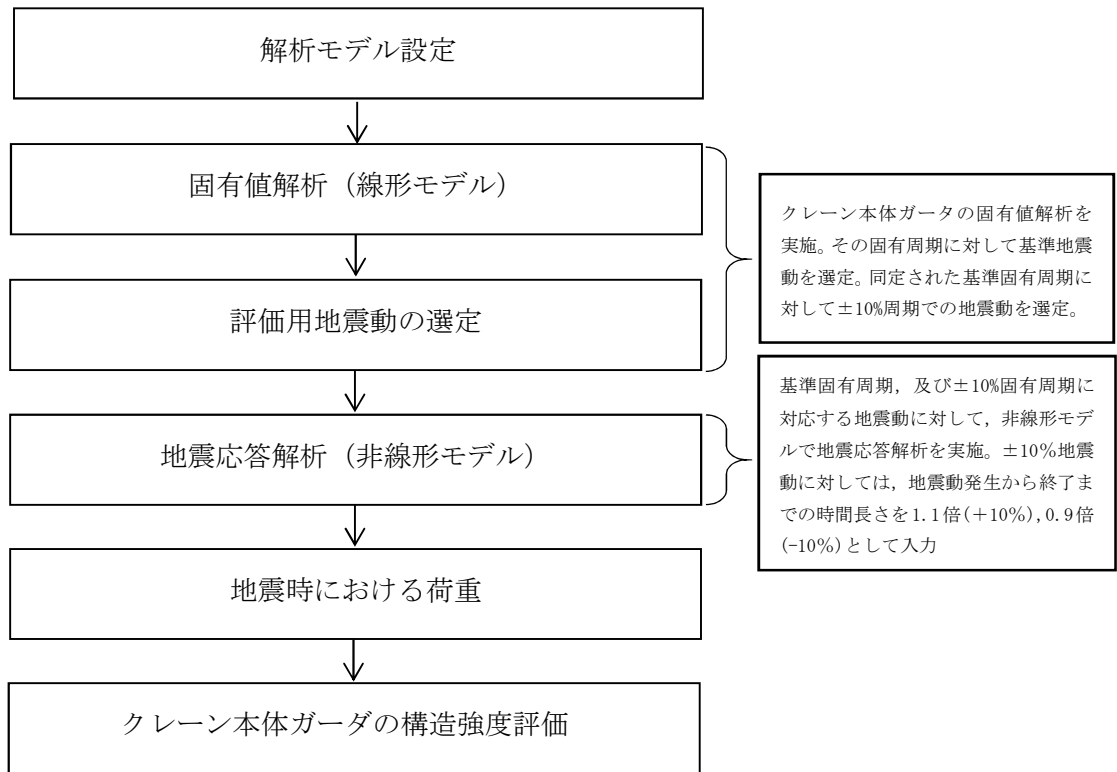 解析モデル設定
固有値解析（線形モデル）
評価用地震動の選定
クレーン本体ガータの固有値解析を
実施。その固有周期に対して基準地震
動を選定。同定された基準固有周期に
対して±10%周期での地震動を選定。
地震応答解析（非線形モデル）
基準固有周期，及び±10%固有周期に
対応する地震動に対して，非線形モデ
ルで地震応答解析を実施。±10%地震
動に対しては，地震動発生から終了ま
での時間長さを1.1倍(＋10%),0.9倍
(-10%)として入力
地震時における荷重
クレーン本体ガーダの構造強度評価